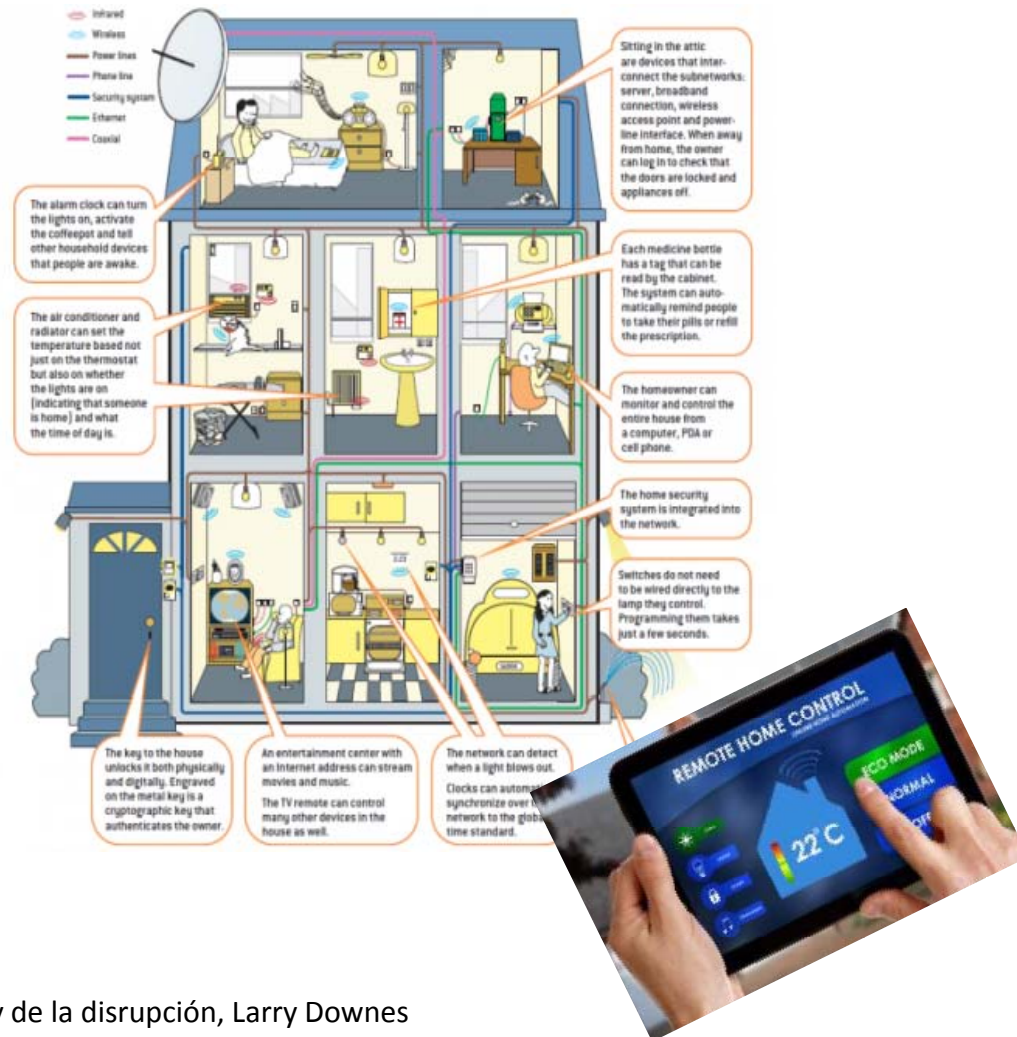 Infrared
Wireless
Power lines
Phone line
Security system
Ethernet
Coaxial
Sitting in the attic
are devices that inter-
connect the subnetworks:
server, broadband
connection, wireless
access point and power-
line interface. When away
from home, the owner
can log in to check that
the doors are locked and
appliances off.
The alarm clock can turn
the lights on, activate
the coffeepot and tell
other household devices
that people are awake.
Each medicine bottle
has a tag that can be
read by the cabinet.
The system can auto-
matically remind people
to take their pills or refill
the prescription.
The air conditioner and
radiator can set the
temperature based not
just on the thermostat
but also on whether
the lights are on
(indicating that someone
is home) and what
the time of day is.
The homeowner can
monitor and control the
entire house from
a computer, PDA or
cell phone.
The home security
system is integrated into
the network.
Switches do not need
to be wired directly to the
lamp they control.
Programming them takes
just a few seconds.
The key to the house
unlocks it both physically
and digitally. Engraved
on the metal key is a
cryptographic key that
authenticates the owner.
An entertainment center with
an Internet address can stream
movies and music.
The TV remote can control
many other devices in the
house as well.
The network can detect
when a light blows out.
Clocks can automat
synchronize over t
network to the globa
time standard.
REMOTE HOME CONTROL
ONLINE HOME AUTOMATION
ECO MODE
NORMAL
OFF
22°C
y de la disrupción, Larry Downes